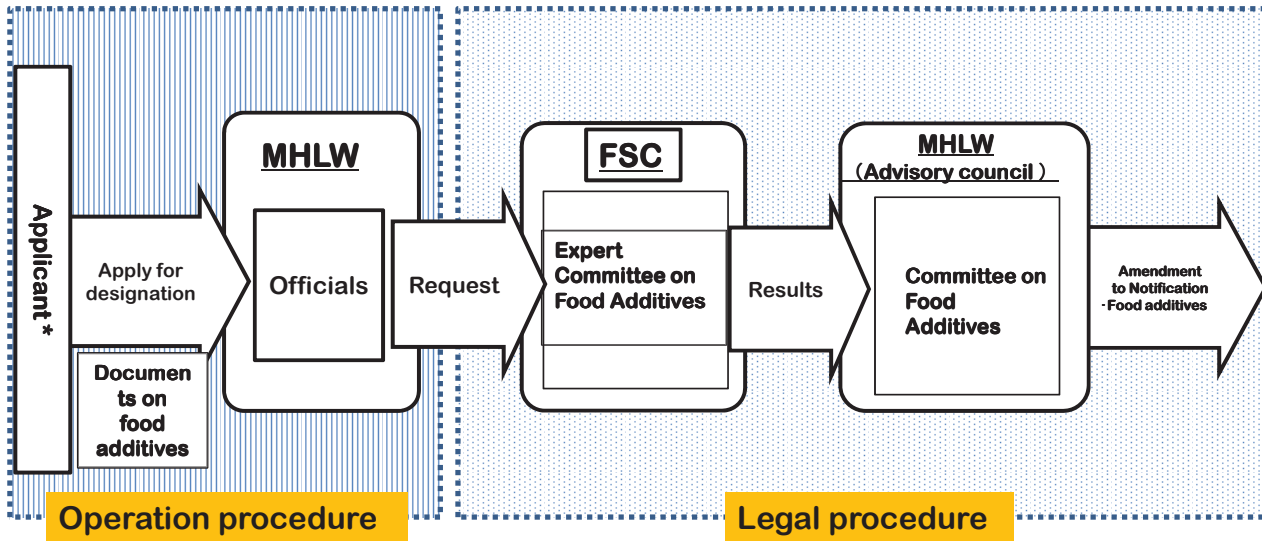 Applicant*
Apply for
designation
Documen
ts on
food
additives
MHLW
Officials
Request
FSC
Expert
Committee on
Food Additives
Results
MHLW
(Advisory council)
Committee on
Food
Additives
Amendment
to Notification
-Food additives
Operation procedure
Legal procedure